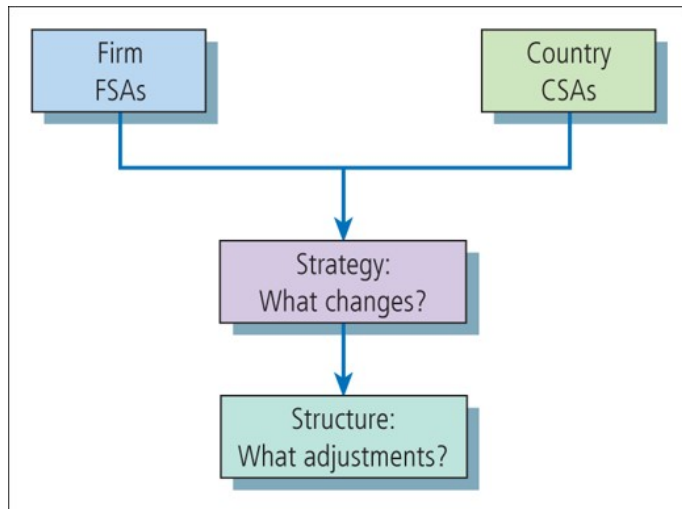 Firm
FSAs
Country
CSAs
Strategy:
What changes?
Structure:
What adjustments?